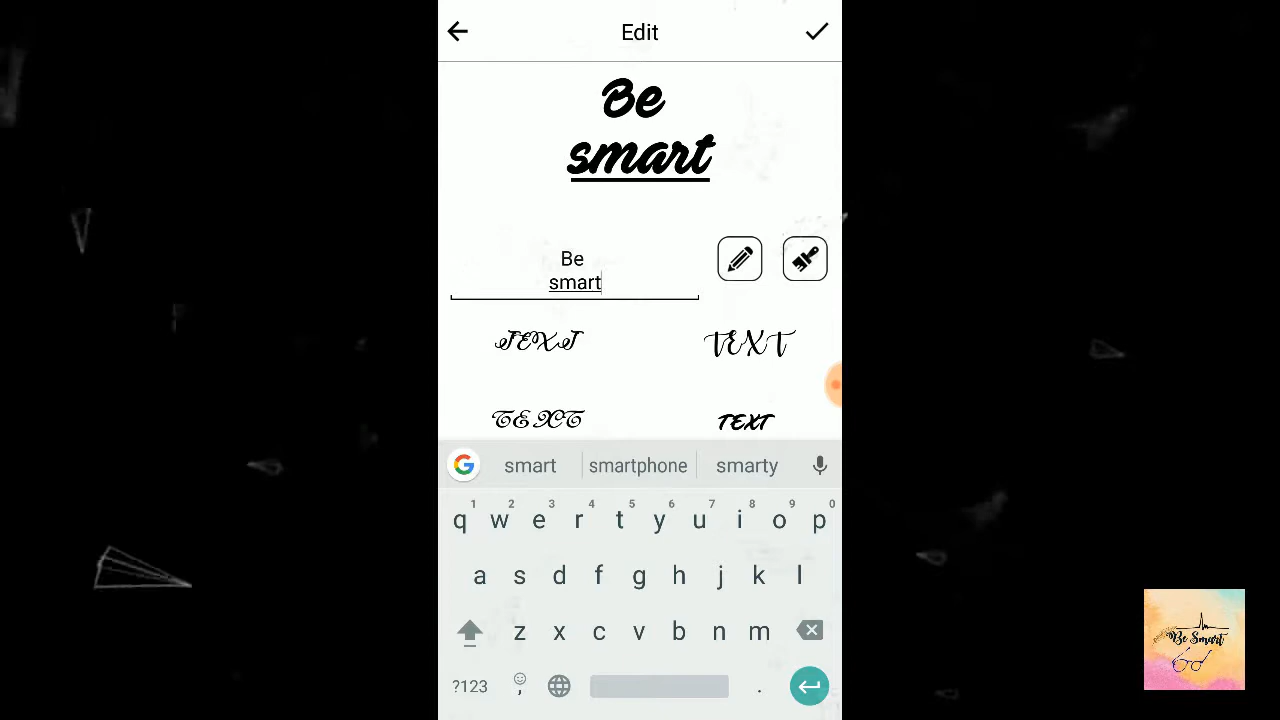 Edit
Be
smart
Be
smart
TEXT
TEXT
TEXT
TEXT
smart smartphone smarty
1 2 3 4 5 6 7 8 9 0
q w e r t y u i o p
a s d f g h j k l
z x c v b n m
?123 , .
Be Smart